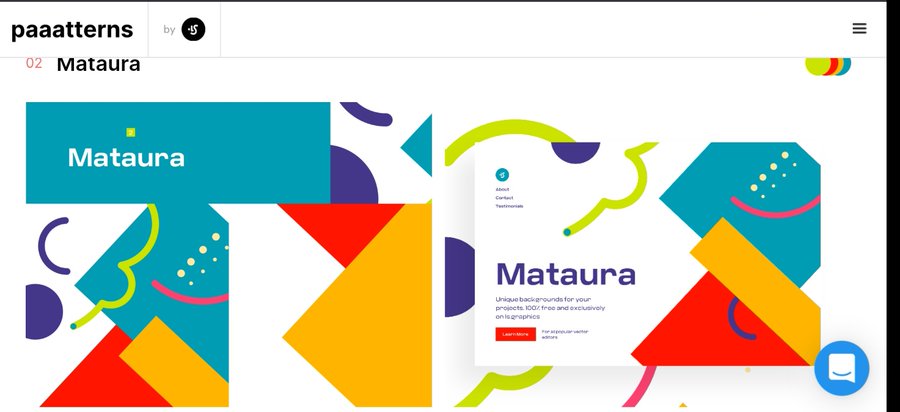 paaatterns
by
02 Mataura
2
Mataura
About
Contact
Testimonials
Mataura
Unique backgrounds for your
projects. 100% free and exclusively
on ls.graphics
Learn More
For all popular vector
editors